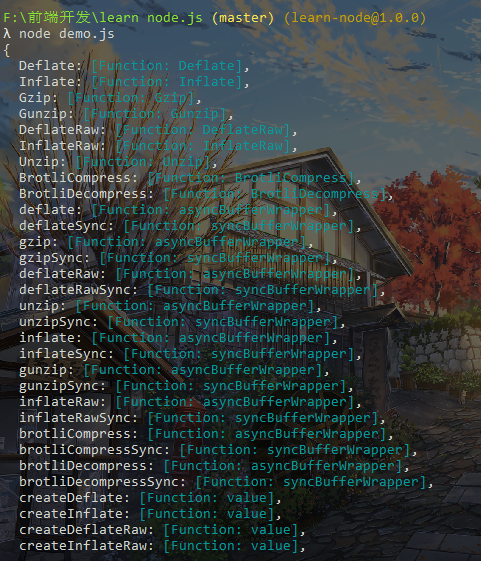 F:\前端开发\learn node.js (master) (learn-node@1.0.0)
λ node demo.js
{
  Deflate: [Function: Deflate],
  Inflate: [Function: Inflate],
  Gzip: [Function: Gzip],
  Gunzip: [Function: Gunzip],
  DeflateRaw: [Function: DeflateRaw],
  InflateRaw: [Function: InflateRaw],
  Unzip: [Function: Unzip],
  BrotliCompress: [Function: BrotliCompress],
  BrotliDecompress: [Function: BrotliDecompress],
  deflate: [Function: asyncBufferWrapper],
  deflateSync: [Function: syncBufferWrapper],
  gzip: [Function: asyncBufferWrapper],
  gzipSync: [Function: syncBufferWrapper],
  deflateRaw: [Function: asyncBufferWrapper],
  deflateRawSync: [Function: syncBufferWrapper],
  unzip: [Function: asyncBufferWrapper],
  unzipSync: [Function: syncBufferWrapper],
  inflate: [Function: asyncBufferWrapper],
  inflateSync: [Function: syncBufferWrapper],
  gunzip: [Function: asyncBufferWrapper],
  gunzipSync: [Function: syncBufferWrapper],
  inflateRaw: [Function: asyncBufferWrapper],
  inflateRawSync: [Function: syncBufferWrapper],
  brotliCompress: [Function: asyncBufferWrapper],
  brotliCompressSync: [Function: syncBufferWrapper],
  brotliDecompress: [Function: asyncBufferWrapper],
  brotliDecompressSync: [Function: syncBufferWrapper],
  createDeflate: [Function: value],
  createInflate: [Function: value],
  createDeflateRaw: [Function: value],
  createInflateRaw: [Function: value],